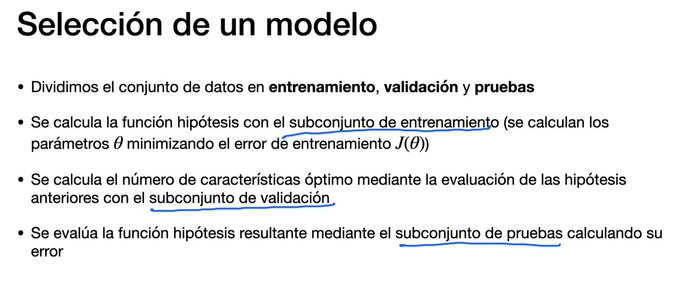 Selección de un modelo
• Dividimos el conjunto de datos en entrenamiento, validación y pruebas
• Se calcula la función hipótesis con el subconjunto de entrenamiento (se calculan los
parámetros θ minimizando el error de entrenamiento J(θ))
• Se calcula el número de características óptimo mediante la evaluación de las hipótesis
anteriores con el subconjunto de validación
• Se evalúa la función hipótesis resultante mediante el subconjunto de pruebas calculando su
error